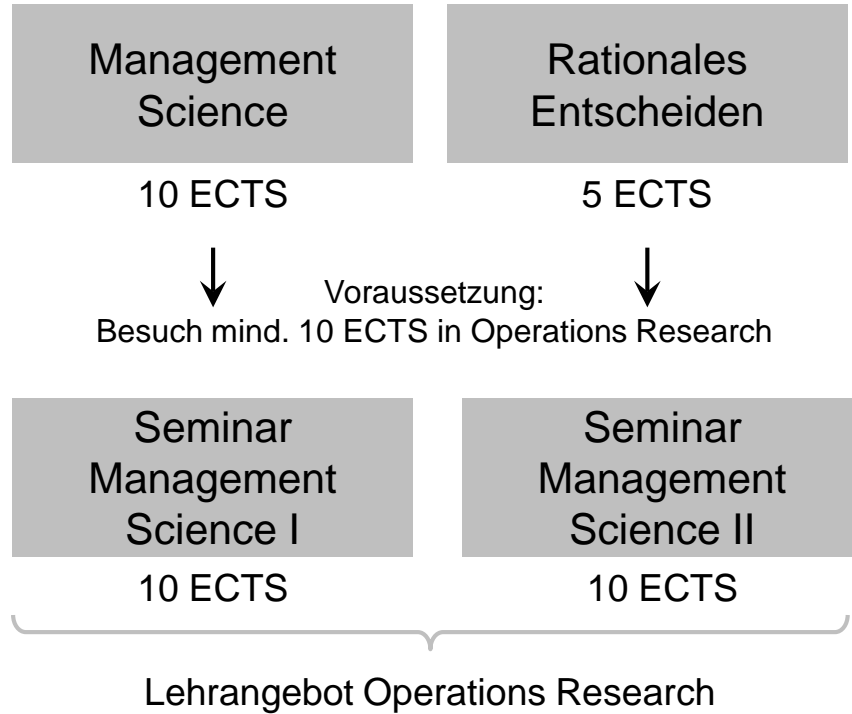 Management
Science
Rationales
Entscheiden
10 ECTS
5 ECTS
Voraussetzung:
Besuch mind. 10 ECTS in Operations Research
Seminar
Management
Science I
Seminar
Management
Science II
10 ECTS
10 ECTS
Lehrangebot Operations Research